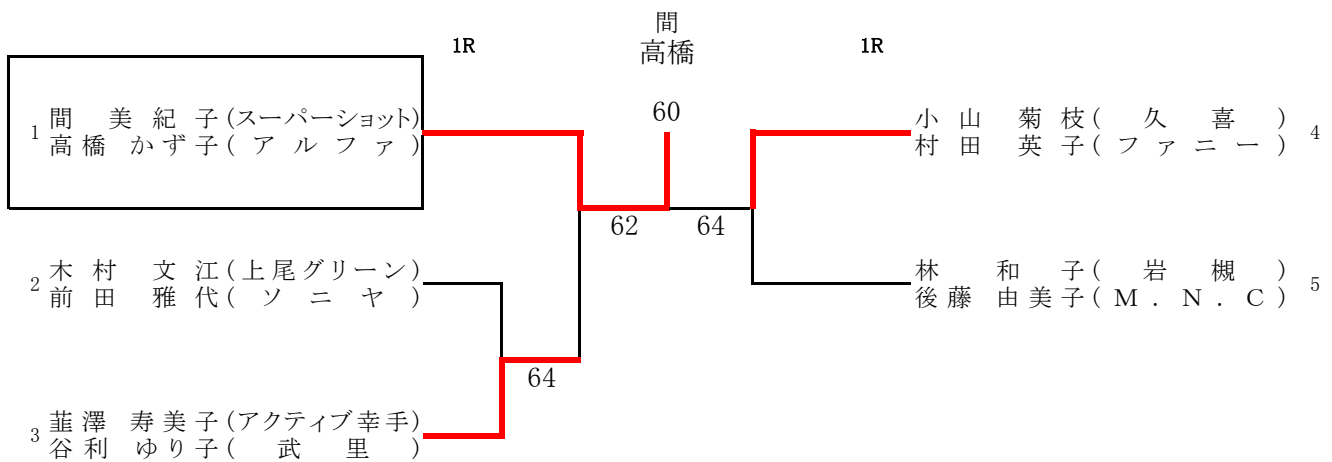 間
高橋
1R
1R
60
1 間 美紀子(スーパーショット)
高橋 かず子(アルファ)
小山 菊枝(久喜) 4
村田 英子(ファニー)
62
64
2 木村 文江(上尾グリーン)
前田 雅代(ソニヤ)
林 和子(岩槻) 5
後藤 由美子(M.N.C)
64
3 韮澤 寿美子(アクティブ幸手)
谷利 ゆり子(武里)